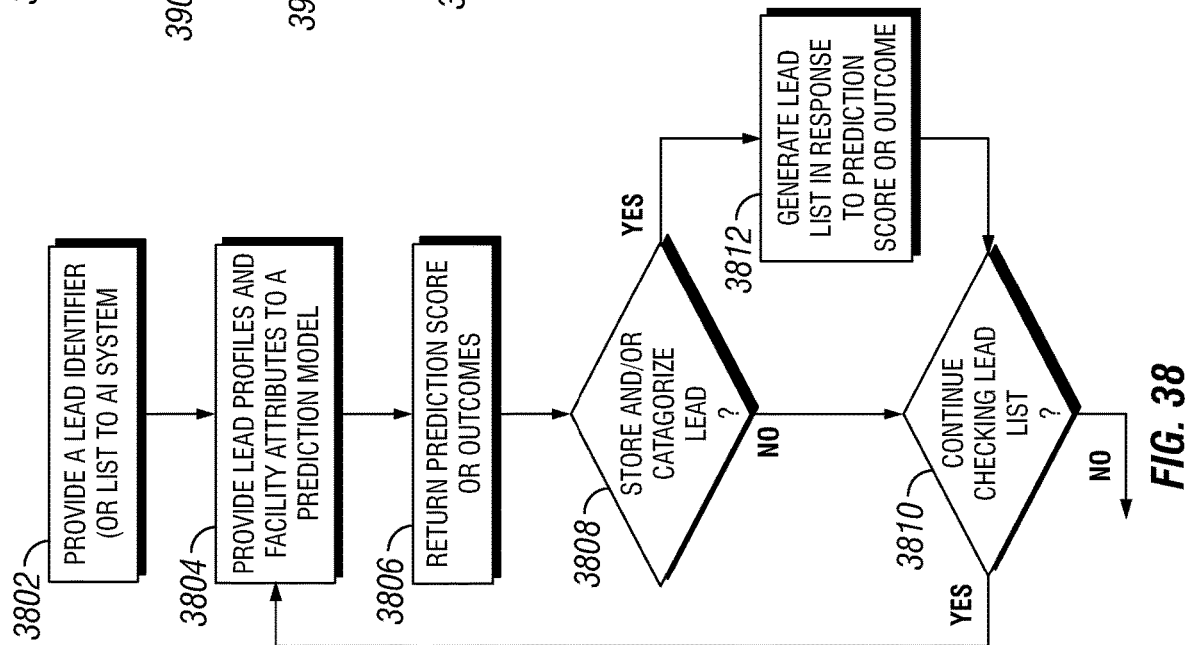 3802
PROVIDE A LEAD IDENTIFIER
(OR LIST TO AI SYSTEM
3804
PROVIDE LEAD PROFILES AND
FACILITY ATTRIBUTES TO A
PREDICTION MODEL
3806
RETURN PREDICTION SCORE
OR OUTCOMES
3808
STORE AND/OR
CATAGORIZE
LEAD
?
YES
NO
3812
GENERATE LEAD
LIST IN RESPONSE
TO PREDICTION
SCORE OR OUTCOME
3810
CONTINUE
CHECKING LEAD
LIST
?
YES
NO
FIG. 38